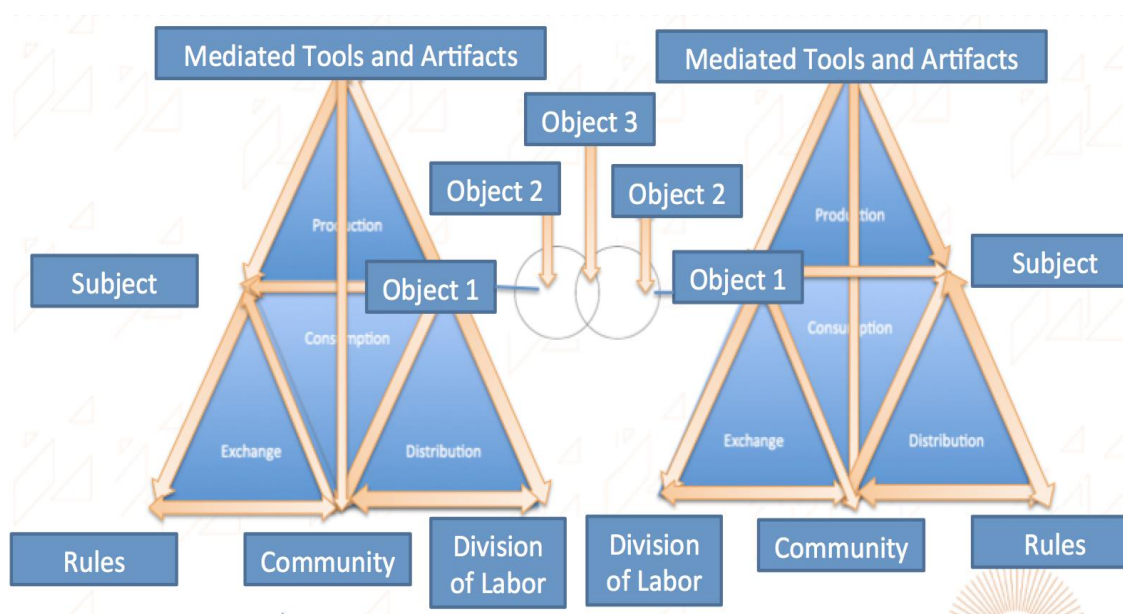 Mediated Tools and Artifacts
Mediated Tools and Artifacts
Object 3
Object 2
Object 2
Production
Production
Subject
Object 1
Object 1
Subject
Consumption
Consumption
Exchange
Distribution
Exchange
Distribution
Rules
Community
Division
of Labor
Division
of Labor
Community
Rules